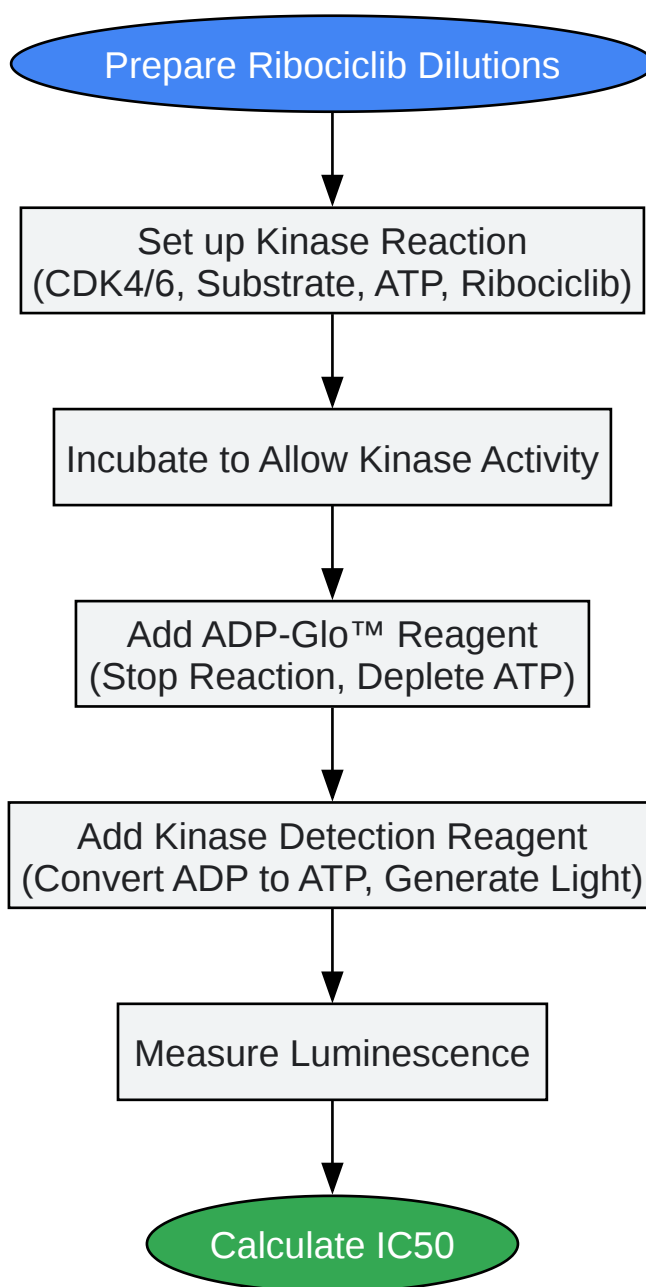 Prepare Ribociclib Dilutions
Set up Kinase Reaction
(CDK4/6, Substrate, ATP, Ribociclib)
Incubate to Allow Kinase Activity
Add ADP-Glo™ Reagent
(Stop Reaction, Deplete ATP)
Add Kinase Detection Reagent
(Convert ADP to ATP, Generate Light)
Measure Luminescence
Calculate IC50